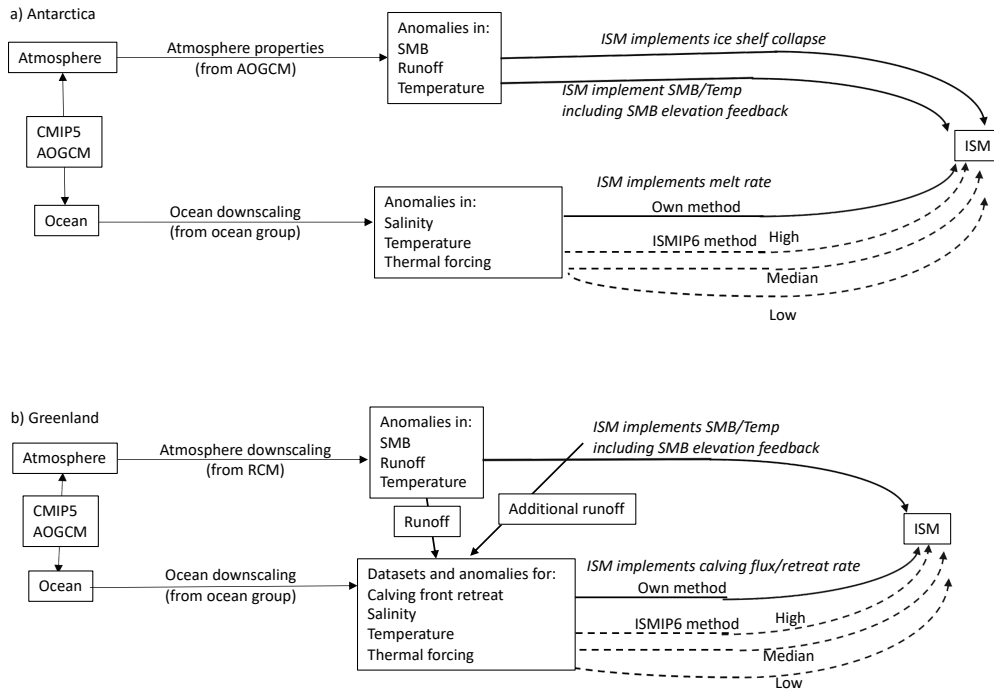 a) Antarctica
Atmosphere
Atmosphere properties
(from AOGCM)
Anomalies in:
SMB
Runoff
Temperature
ISM implements ice shelf collapse
ISM implement SMB/Temp
including SMB elevation feedback
CMIP5
AOGCM
ISM
Ocean
Ocean downscaling
(from ocean group)
Anomalies in:
Salinity
Temperature
Thermal forcing
ISM implements melt rate
Own method
ISMIP6 method
High
Median
Low
b) Greenland
Atmosphere
Atmosphere downscaling
(from RCM)
Anomalies in:
SMB
Runoff
Temperature
ISM implements SMB/Temp
including SMB elevation feedback
CMIP5
AOGCM
Runoff
Additional runoff
ISM
Ocean
Ocean downscaling
(from ocean group)
Datasets and anomalies for:
Calving front retreat
Salinity
Temperature
Thermal forcing
ISM implements calving flux/retreat rate
Own method
ISMIP6 method
High
Median
Low